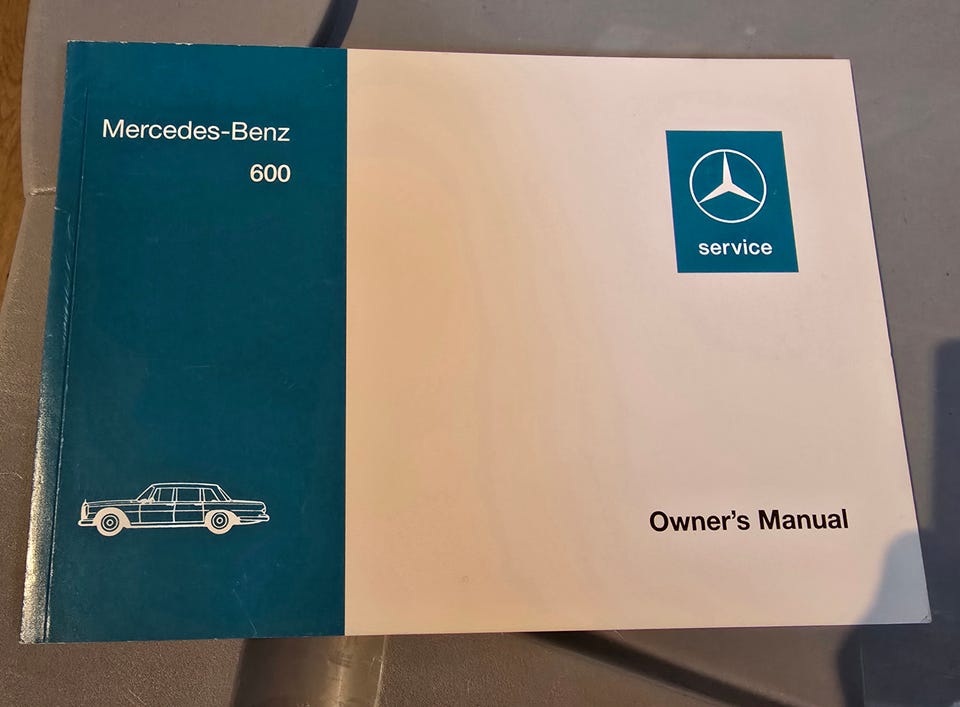 Mercedes-Benz
600
service
Owner's Manual